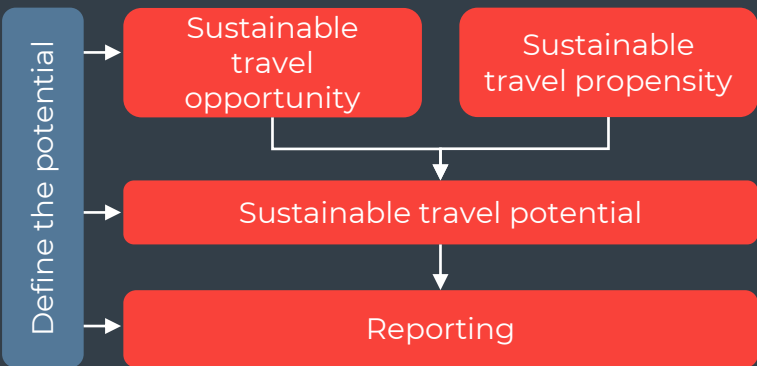 Define the potential
Sustainable
travel
opportunity
Sustainable
travel propensity
Sustainable travel potential
Reporting